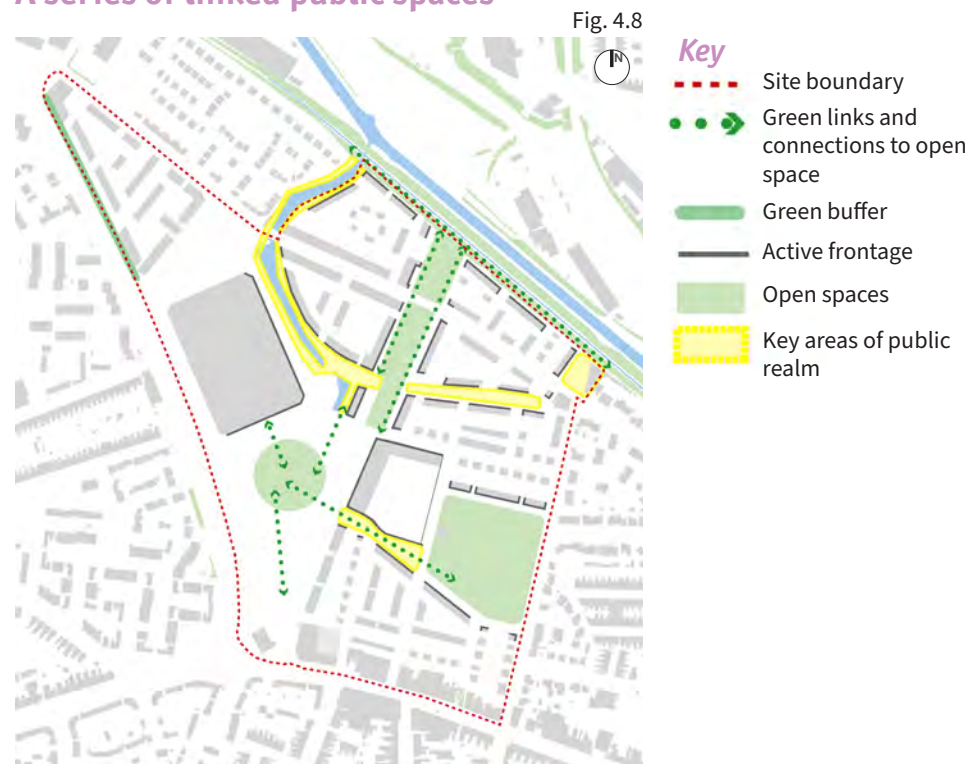 A series of linked public spaces
Fig. 4.8
N
Key
Site boundary
Green links and
connections to open
space
Green buffer
Active frontage
Open spaces
Key areas of public
realm